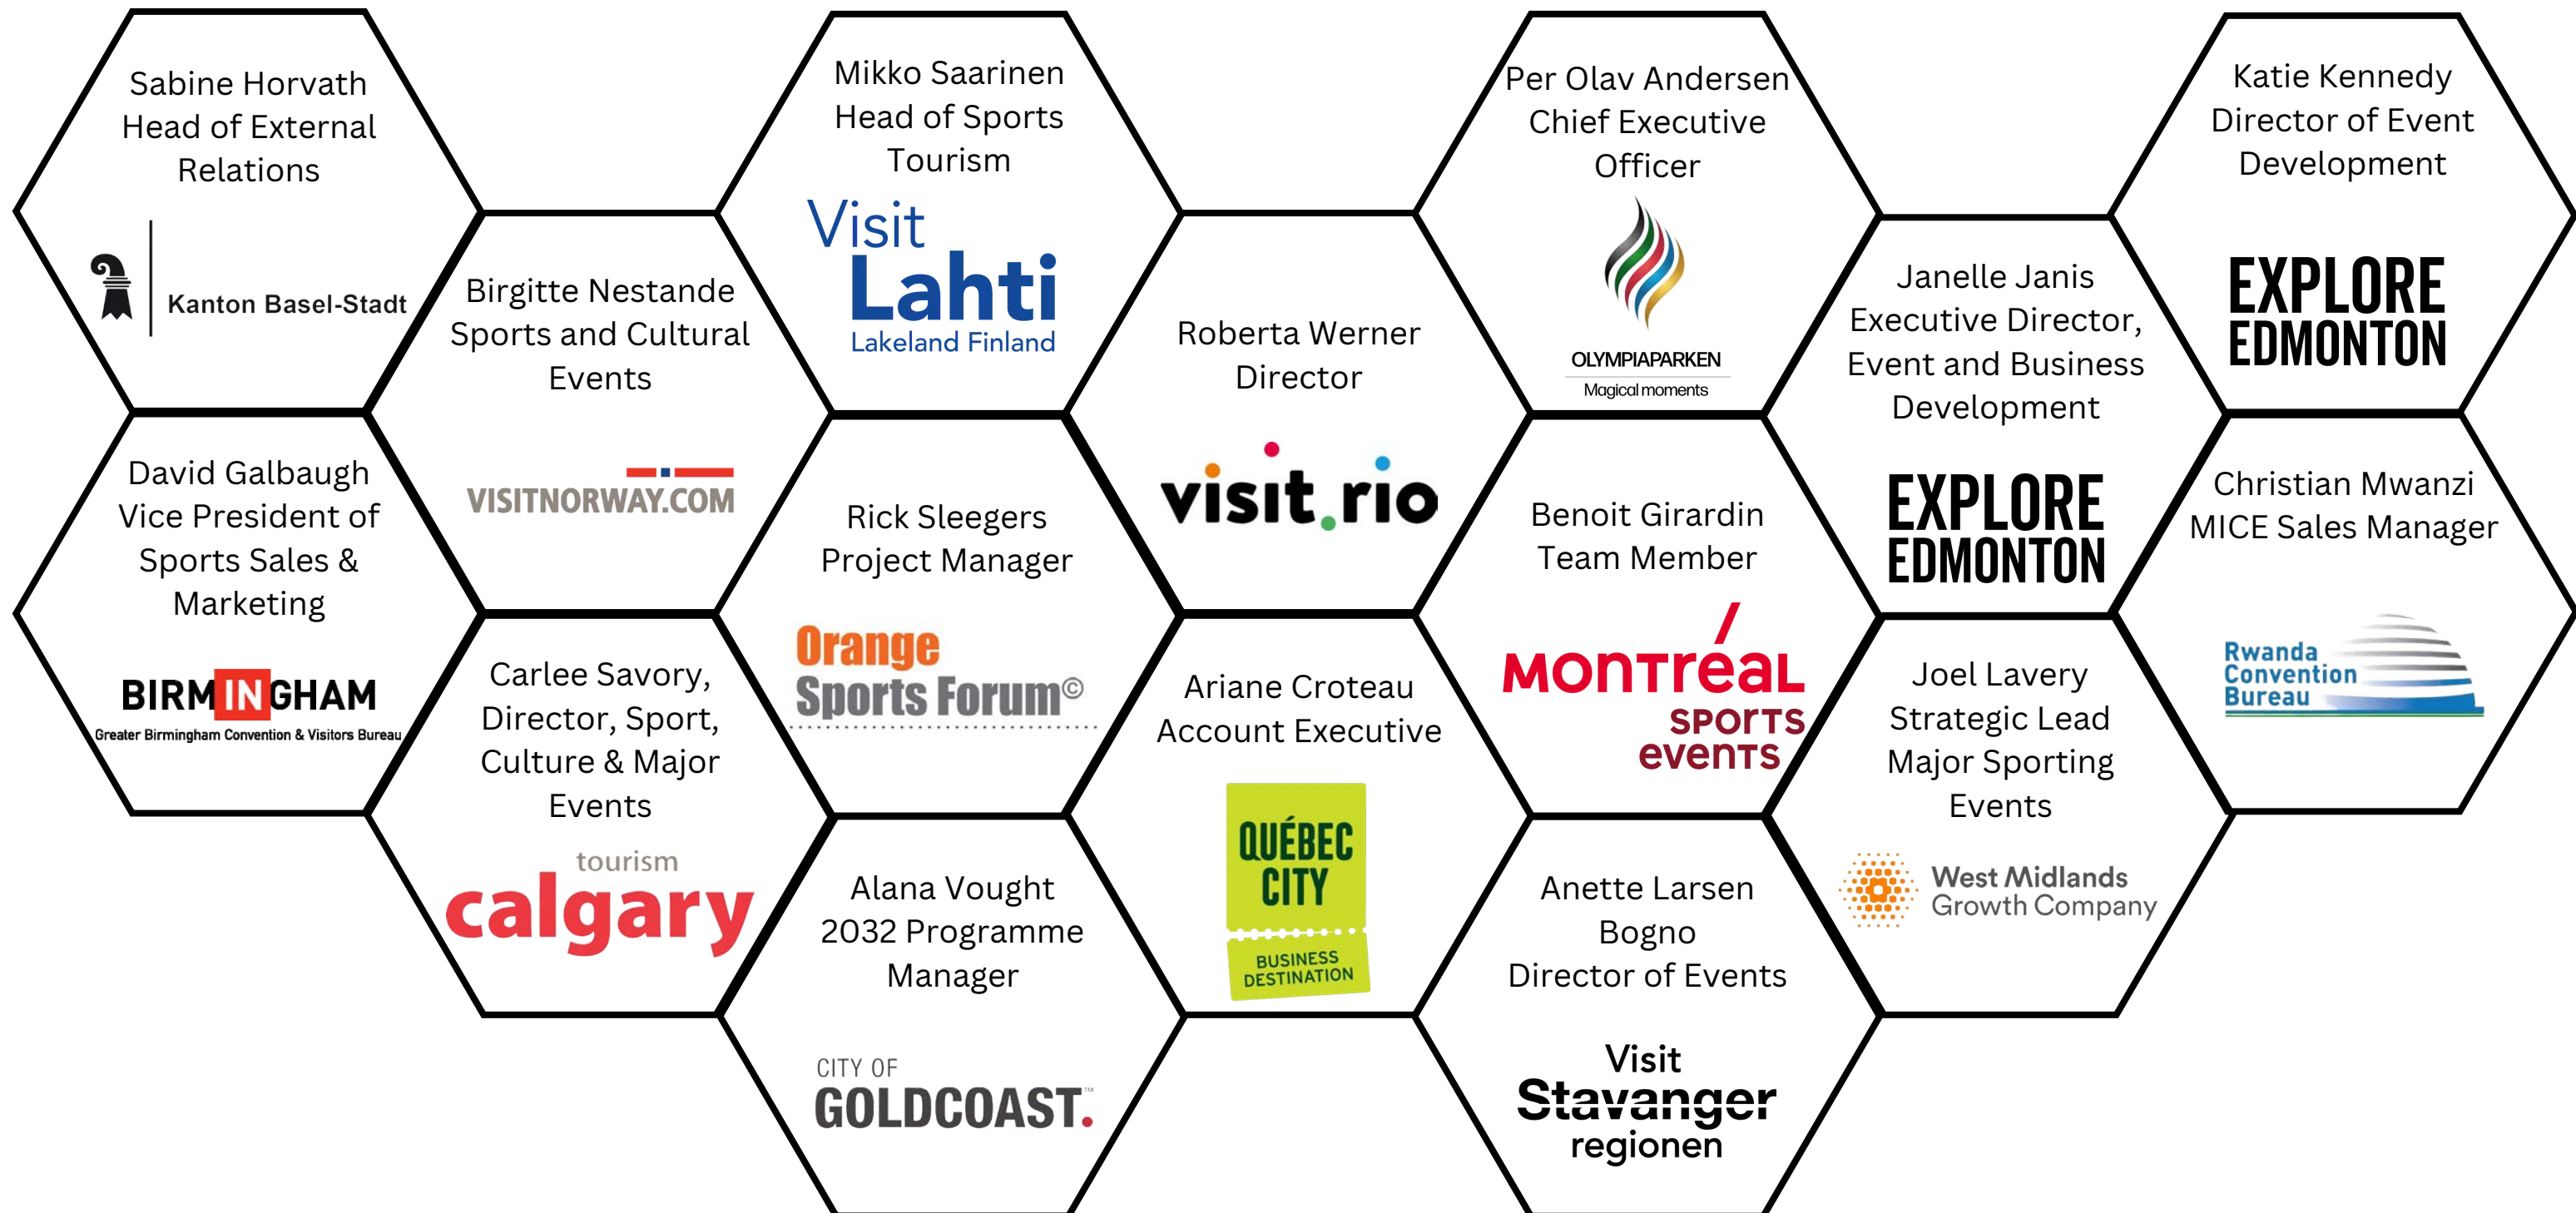 Sabine Horvath
Head of External
Relations
Kanton Basel-Stadt
David Galbaugh
Vice President of
Sports Sales &
Marketing
BIRMINGHAM
Greater Birmingham Convention & Visitors Bureau
Birgitte Nestande
Sports and Cultural
Events
VISITNORWAY.COM
Carlee Savory,
Director, Sport,
Culture & Major
Events
tourism
calgary
Mikko Saarinen
Head of Sports
Tourism
Visit
Lahti
Lakeland Finland
Rick Sleegers
Project Manager
Orange
Sports Forum©
Alana Vought
2032 Programme
Manager
CITY OF
GOLDCOAST.™
Roberta Werner
Director
visit.rio
Ariane Croteau
Account Executive
QUÉBEC
CITY
BUSINESS
DESTINATION
Per Olav Andersen
Chief Executive
Officer
OLYMPIAPARKEN
Magical moments
Benoit Girardin
Team Member
Montréal
sports
events
Anette Larsen
Bogno
Director of Events
Visit
Stavanger
regionen
Janelle Janis
Executive Director,
Event and Business
Development
EXPLORE
EDMONTON
Joel Lavery
Strategic Lead
Major Sporting
Events
West Midlands
Growth Company
Katie Kennedy
Director of Event
Development
EXPLORE
EDMONTON
Christian Mwanzi
MICE Sales Manager
Rwanda
Convention
Bureau